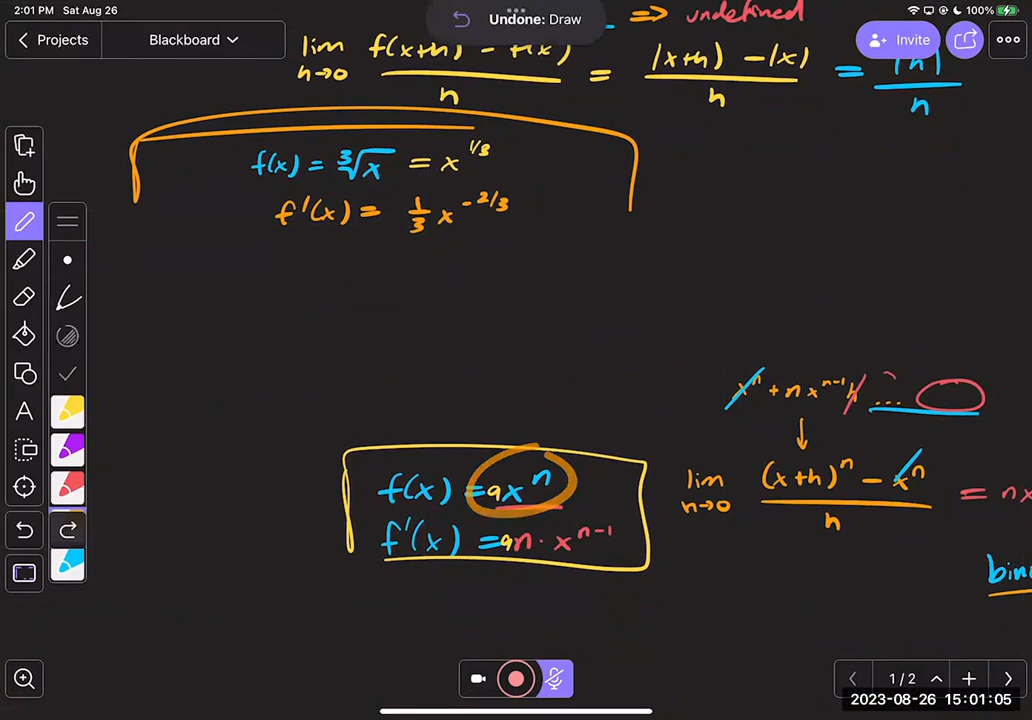 2:01 PM Sat Aug 26
Undone: Draw
100%
Projects
Blackboard
Invite
=> undefined
lim h→0 f(x+h) - f(x) / h = |x+h| - |x| / h = |h| / h
f(x) = ∛x = x^1/3
f'(x) = 1/3 x^-2/3
x^n + n x^n-1 h ...
f(x) = ax^n
f'(x) = an · x^n-1
lim h→0 (x+h)^n - x^n / h = nx
bin
A
1 / 2
2023-08-26 15:01:05